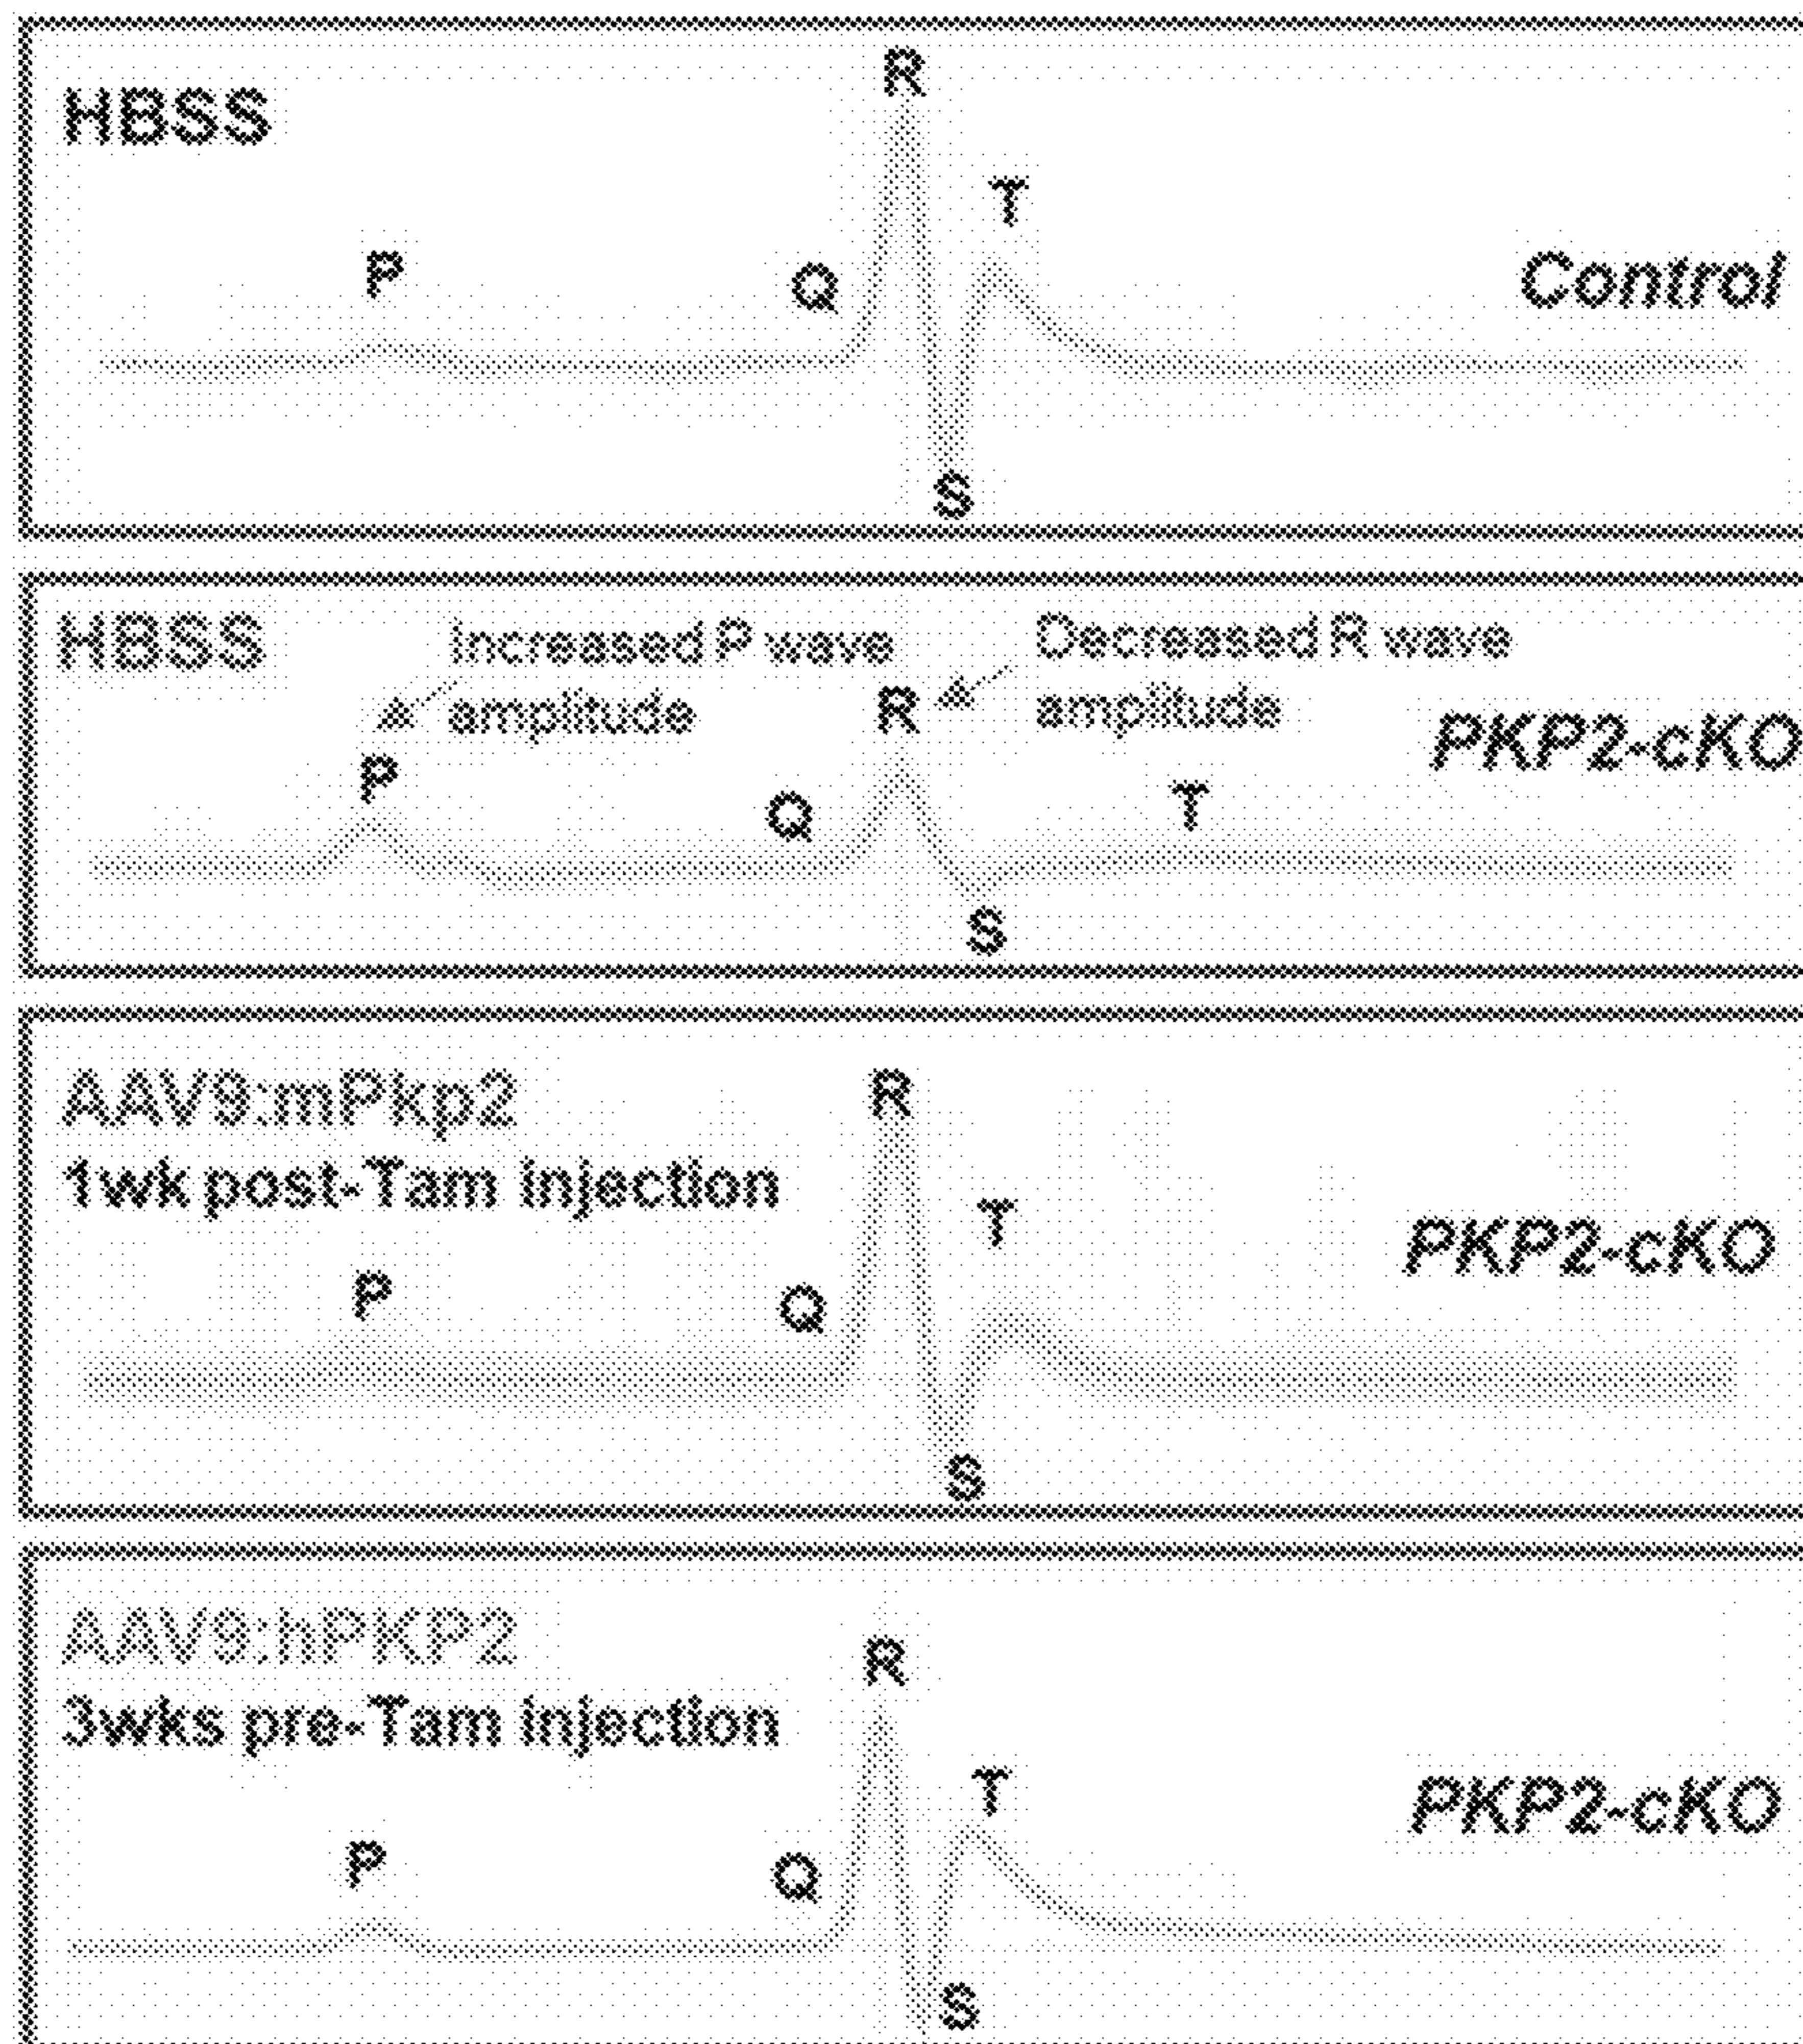 HBSS
R
T
P
Q
Control
S
HBSS
Increased P wave
amplitude
Decreased R wave
amplitude
R
PKP2-cKO
P
Q
T
S
AAV9:mPkp2
1wk post-Tam injection
R
T
PKP2-cKO
P
Q
S
AAV9:hPKP2
3wks pre-Tam injection
R
T
PKP2-cKO
P
Q
S